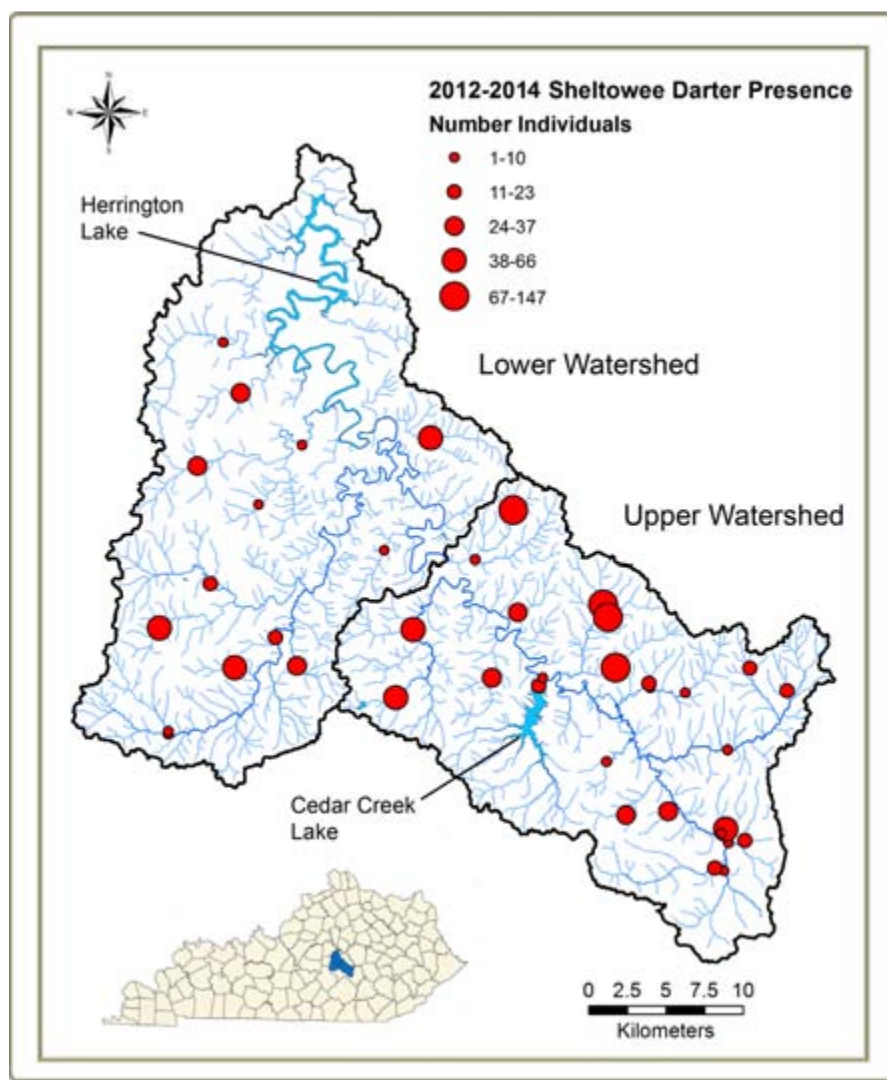 2012-2014 Sheltowee Darter Presence
Number Individuals
1-10
11-23
24-37
38-66
67-147
N
W
E
S
Herrington
Lake
Lower Watershed
Upper Watershed
Cedar Creek
Lake
0 2.5 5 7.5 10
Kilometers